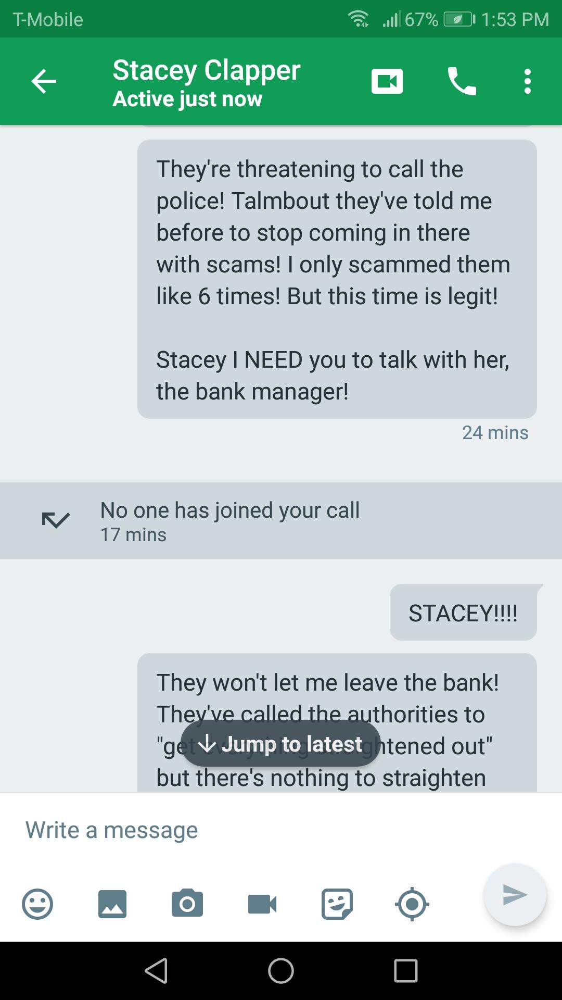 T-Mobile 67% 1:53 PM
Stacey Clapper
Active just now
They're threatening to call the
police! Talmbout they've told me
before to stop coming in there
with scams! I only scammed them
like 6 times! But this time is legit!
Stacey I NEED you to talk with her,
the bank manager!
24 mins
No one has joined your call
17 mins
STACEY!!!!
They won't let me leave the bank!
They've called the authorities to
"get everything straightened out"
Jump to latest
but there's nothing to straighten
Write a message